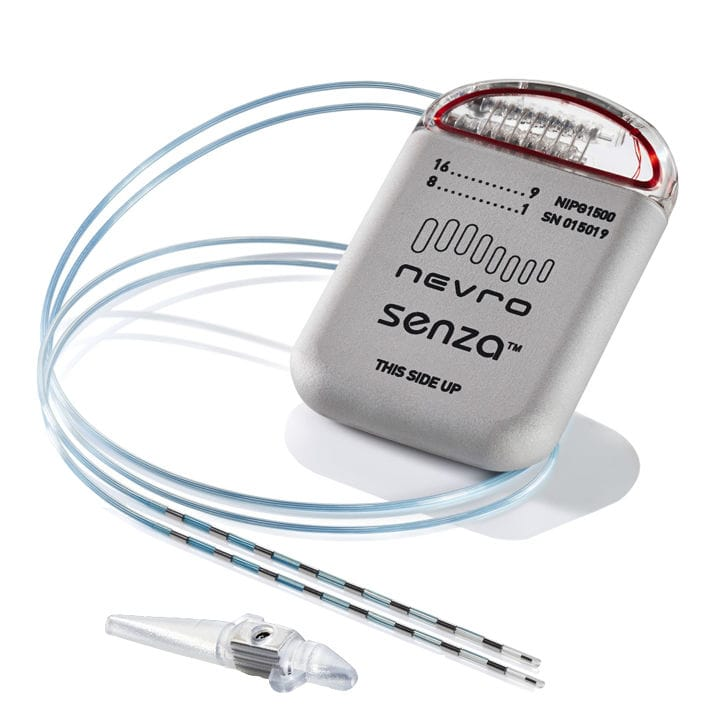 16............9
8.............1
NIPG1500
SN 015019
nevro
senza™
THIS SIDE UP